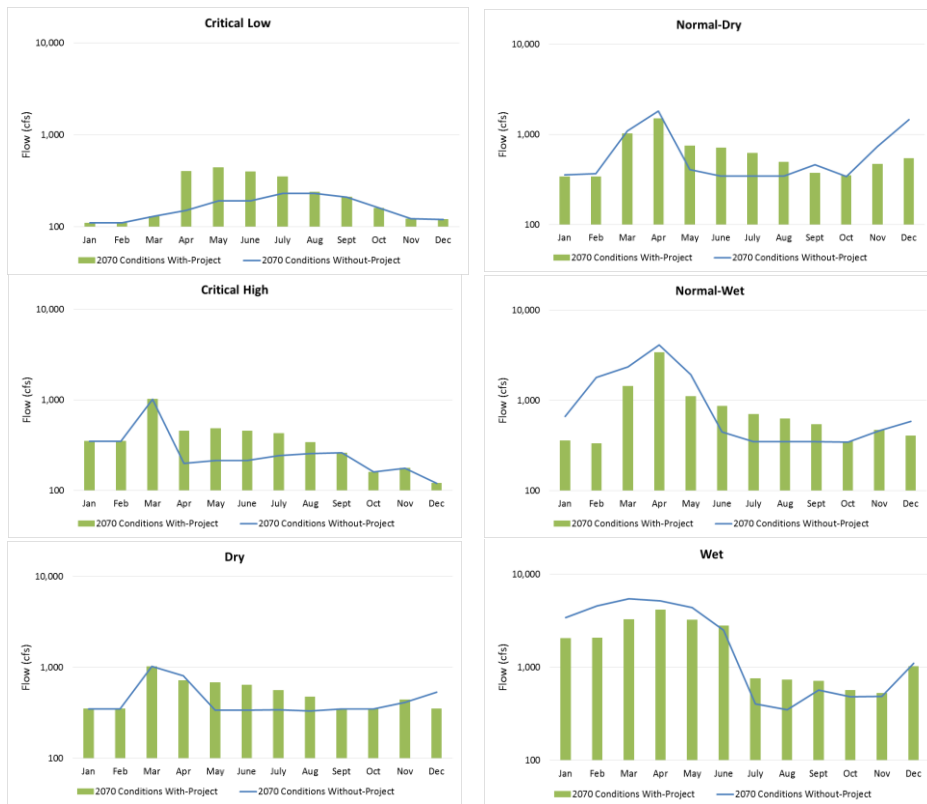 Critical Low
10,000
1,000
100
Flow (cfs)
Jan Feb Mar Apr May June July Aug Sept Oct Nov Dec
2070 Conditions With-Project 2070 Conditions Without-Project
Normal-Dry
10,000
1,000
100
Flow (cfs)
Jan Feb Mar Apr May June July Aug Sept Oct Nov Dec
2070 Conditions With-Project 2070 Conditions Without-Project
Critical High
10,000
1,000
100
Flow (cfs)
Jan Feb Mar Apr May June July Aug Sept Oct Nov Dec
2070 Conditions With-Project 2070 Conditions Without-Project
Normal-Wet
10,000
1,000
100
Flow (cfs)
Jan Feb Mar Apr May June July Aug Sept Oct Nov Dec
2070 Conditions With-Project 2070 Conditions Without-Project
Dry
10,000
1,000
100
Flow (cfs)
Jan Feb Mar Apr May June July Aug Sept Oct Nov Dec
2070 Conditions With-Project 2070 Conditions Without-Project
Wet
10,000
1,000
100
Flow (cfs)
Jan Feb Mar Apr May June July Aug Sept Oct Nov Dec
2070 Conditions With-Project 2070 Conditions Without-Project